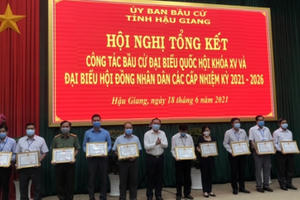 ỦY BAN BẦU CỬ
TỈNH HẬU GIANG
HỘI NGHỊ TỔNG KẾT
CÔNG TÁC BẦU CỬ ĐẠI BIỂU QUỐC HỘI KHÓA XV VÀ
ĐẠI BIỂU HỘI ĐỒNG NHÂN DÂN CÁC CẤP NHIỆM KỲ 2021 - 2026
Hậu Giang, ngày 18 tháng 6 năm 2021